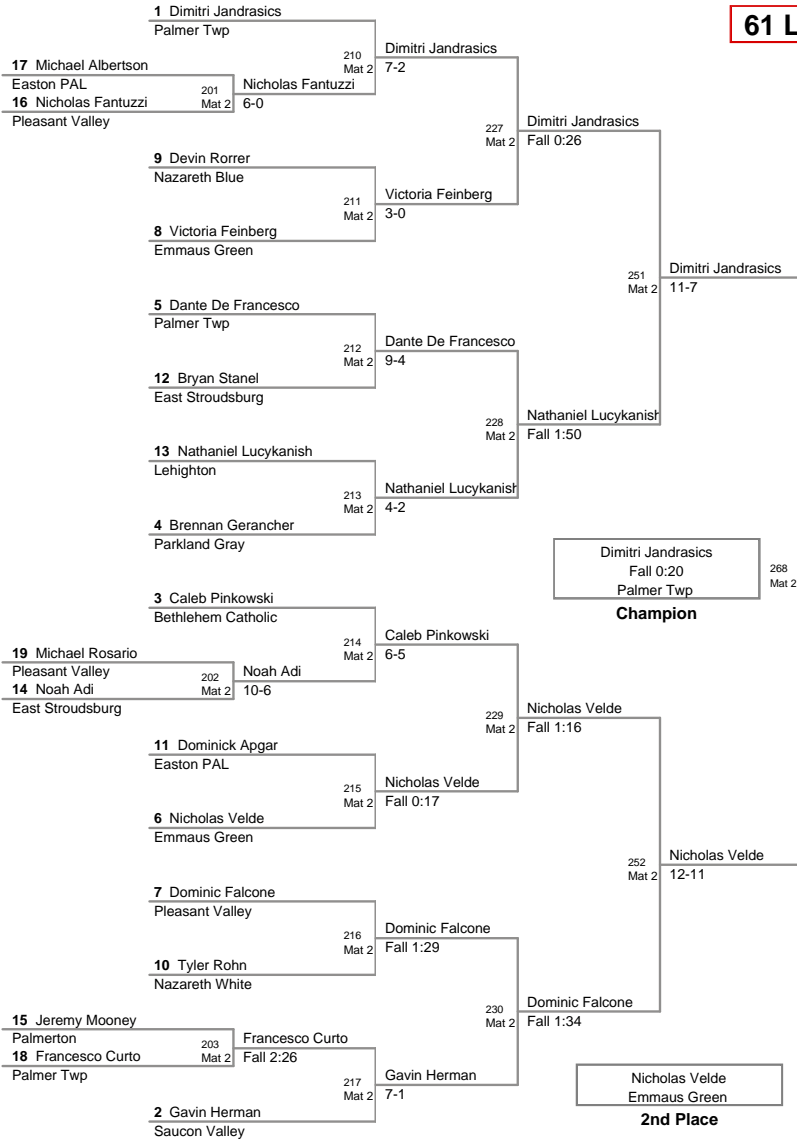 61 L
1 Dimitri Jandrasics
Palmer Twp
17 Michael Albertson
Easton PAL
16 Nicholas Fantuzzi
Pleasant Valley
201
Mat 2
Nicholas Fantuzzi
6-0
210
Mat 2
Dimitri Jandrasics
7-2
9 Devin Rorrer
Nazareth Blue
8 Victoria Feinberg
Emmaus Green
211
Mat 2
Victoria Feinberg
3-0
227
Mat 2
Dimitri Jandrasics
Fall 0:26
5 Dante De Francesco
Palmer Twp
12 Bryan Stanel
East Stroudsburg
212
Mat 2
Dante De Francesco
9-4
13 Nathaniel Lucykanish
Lehighton
4 Brennan Gerancher
Parkland Gray
213
Mat 2
Nathaniel Lucykanish
4-2
228
Mat 2
Nathaniel Lucykanish
Fall 1:50
251
Mat 2
Dimitri Jandrasics
11-7
Dimitri Jandrasics
Fall 0:20
Palmer Twp
268
Mat 2
Champion
3 Caleb Pinkowski
Bethlehem Catholic
19 Michael Rosario
Pleasant Valley
14 Noah Adi
East Stroudsburg
202
Mat 2
Noah Adi
10-6
214
Mat 2
Caleb Pinkowski
6-5
11 Dominick Apgar
Easton PAL
6 Nicholas Velde
Emmaus Green
215
Mat 2
Nicholas Velde
Fall 0:17
229
Mat 2
Nicholas Velde
Fall 1:16
7 Dominic Falcone
Pleasant Valley
10 Tyler Rohn
Nazareth White
216
Mat 2
Dominic Falcone
Fall 1:29
15 Jeremy Mooney
Palmerton
18 Francesco Curto
Palmer Twp
203
Mat 2
Francesco Curto
Fall 2:26
2 Gavin Herman
Saucon Valley
217
Mat 2
Gavin Herman
7-1
230
Mat 2
Dominic Falcone
Fall 1:34
252
Mat 2
Nicholas Velde
12-11
Nicholas Velde
Emmaus Green
2nd Place